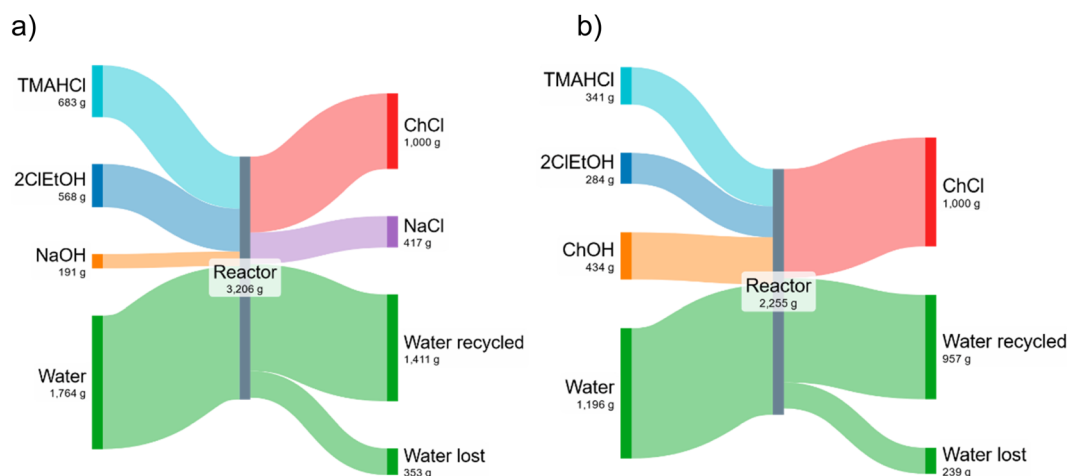 a)
TMAHCl
683 g
2ClEtOH
568 g
NaOH
191 g
Water
1,764 g
Reactor
3,206 g
ChCl
1,000 g
NaCl
417 g
Water recycled
1,411 g
Water lost
353 g
b)
TMAHCl
341 g
2ClEtOH
284 g
ChOH
434 g
Water
1,196 g
Reactor
2,255 g
ChCl
1,000 g
Water recycled
957 g
Water lost
239 g